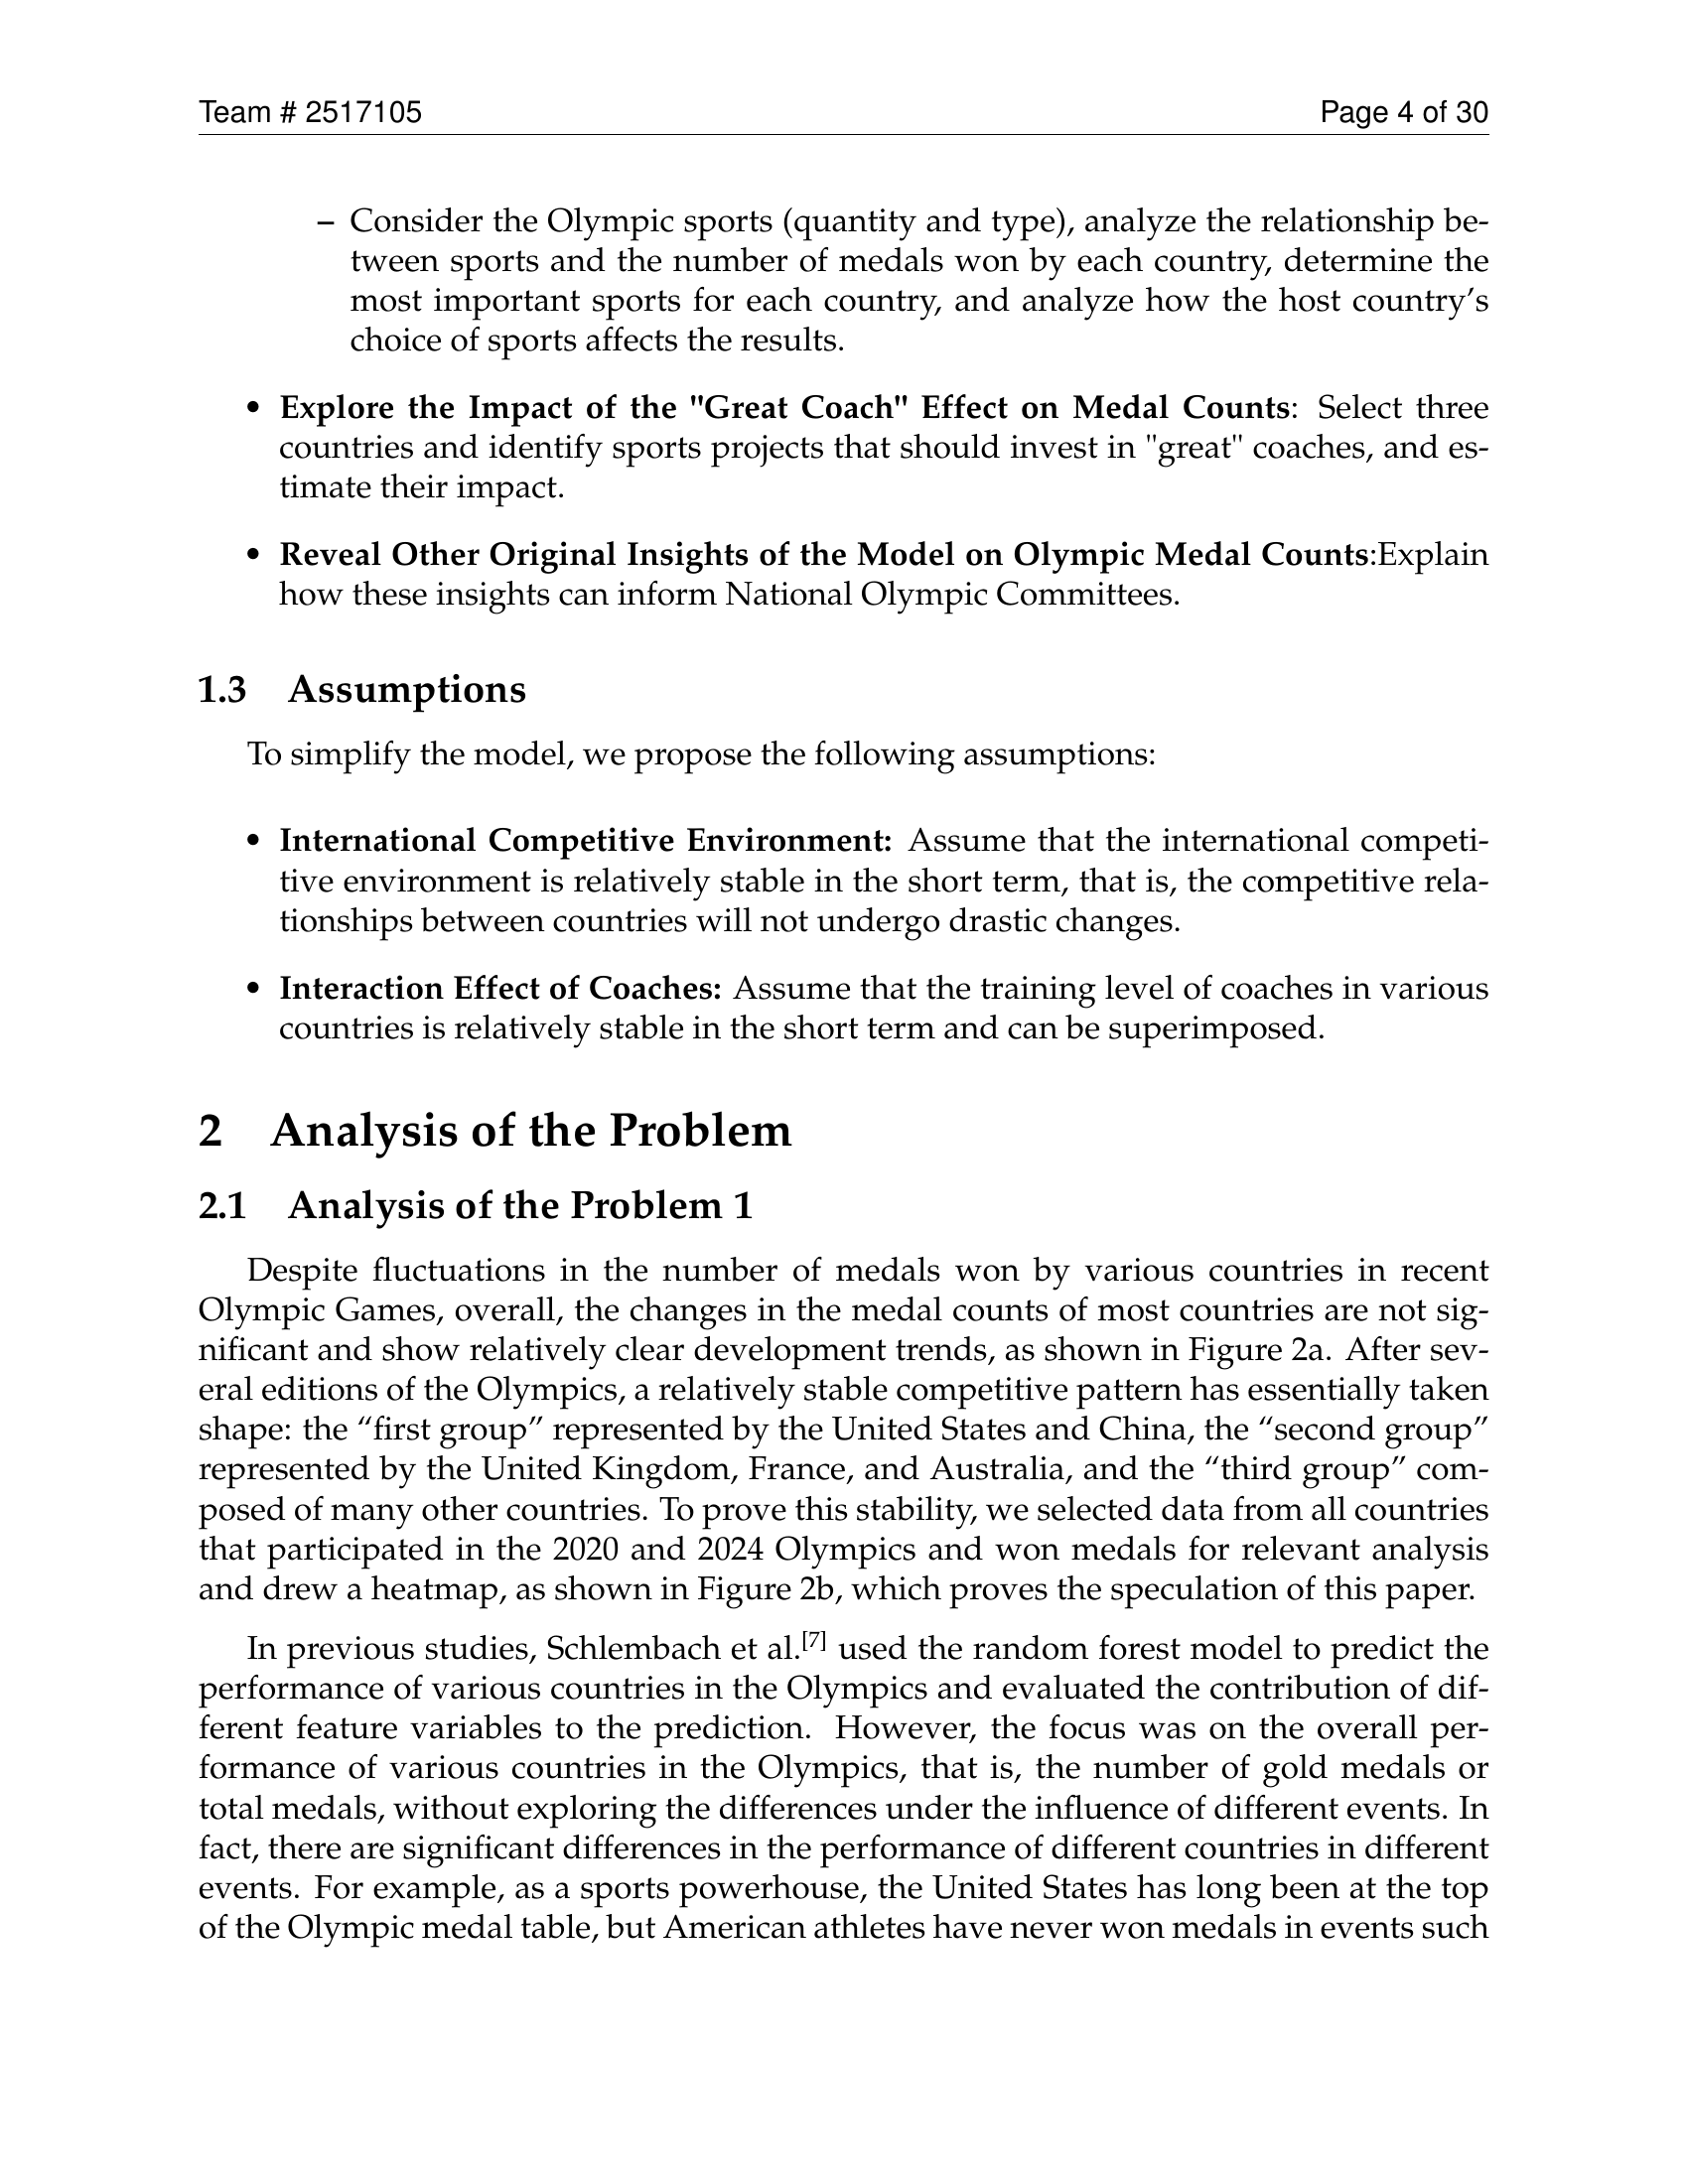 Team # 2517105 Page 4 of 30
– Consider the Olympic sports (quantity and type), analyze the relationship be-
tween sports and the number of medals won by each country, determine the
most important sports for each country, and analyze how the host country’s
choice of sports affects the results.
• Explore the Impact of the "Great Coach" Effect on Medal Counts: Select three
countries and identify sports projects that should invest in "great" coaches, and es-
timate their impact.
• Reveal Other Original Insights of the Model on Olympic Medal Counts:Explain
how these insights can inform National Olympic Committees.
1.3 Assumptions
To simplify the model, we propose the following assumptions:
• International Competitive Environment: Assume that the international competi-
tive environment is relatively stable in the short term, that is, the competitive rela-
tionships between countries will not undergo drastic changes.
• Interaction Effect of Coaches: Assume that the training level of coaches in various
countries is relatively stable in the short term and can be superimposed.
2 Analysis of the Problem
2.1 Analysis of the Problem 1
Despite fluctuations in the number of medals won by various countries in recent
Olympic Games, overall, the changes in the medal counts of most countries are not sig-
nificant and show relatively clear development trends, as shown in Figure 2a. After sev-
eral editions of the Olympics, a relatively stable competitive pattern has essentially taken
shape: the “first group” represented by the United States and China, the “second group”
represented by the United Kingdom, France, and Australia, and the “third group” com-
posed of many other countries. To prove this stability, we selected data from all countries
that participated in the 2020 and 2024 Olympics and won medals for relevant analysis
and drew a heatmap, as shown in Figure 2b, which proves the speculation of this paper.
In previous studies, Schlembach et al.[7] used the random forest model to predict the
performance of various countries in the Olympics and evaluated the contribution of dif-
ferent feature variables to the prediction. However, the focus was on the overall per-
formance of various countries in the Olympics, that is, the number of gold medals or
total medals, without exploring the differences under the influence of different events. In
fact, there are significant differences in the performance of different countries in different
events. For example, as a sports powerhouse, the United States has long been at the top
of the Olympic medal table, but American athletes have never won medals in events such